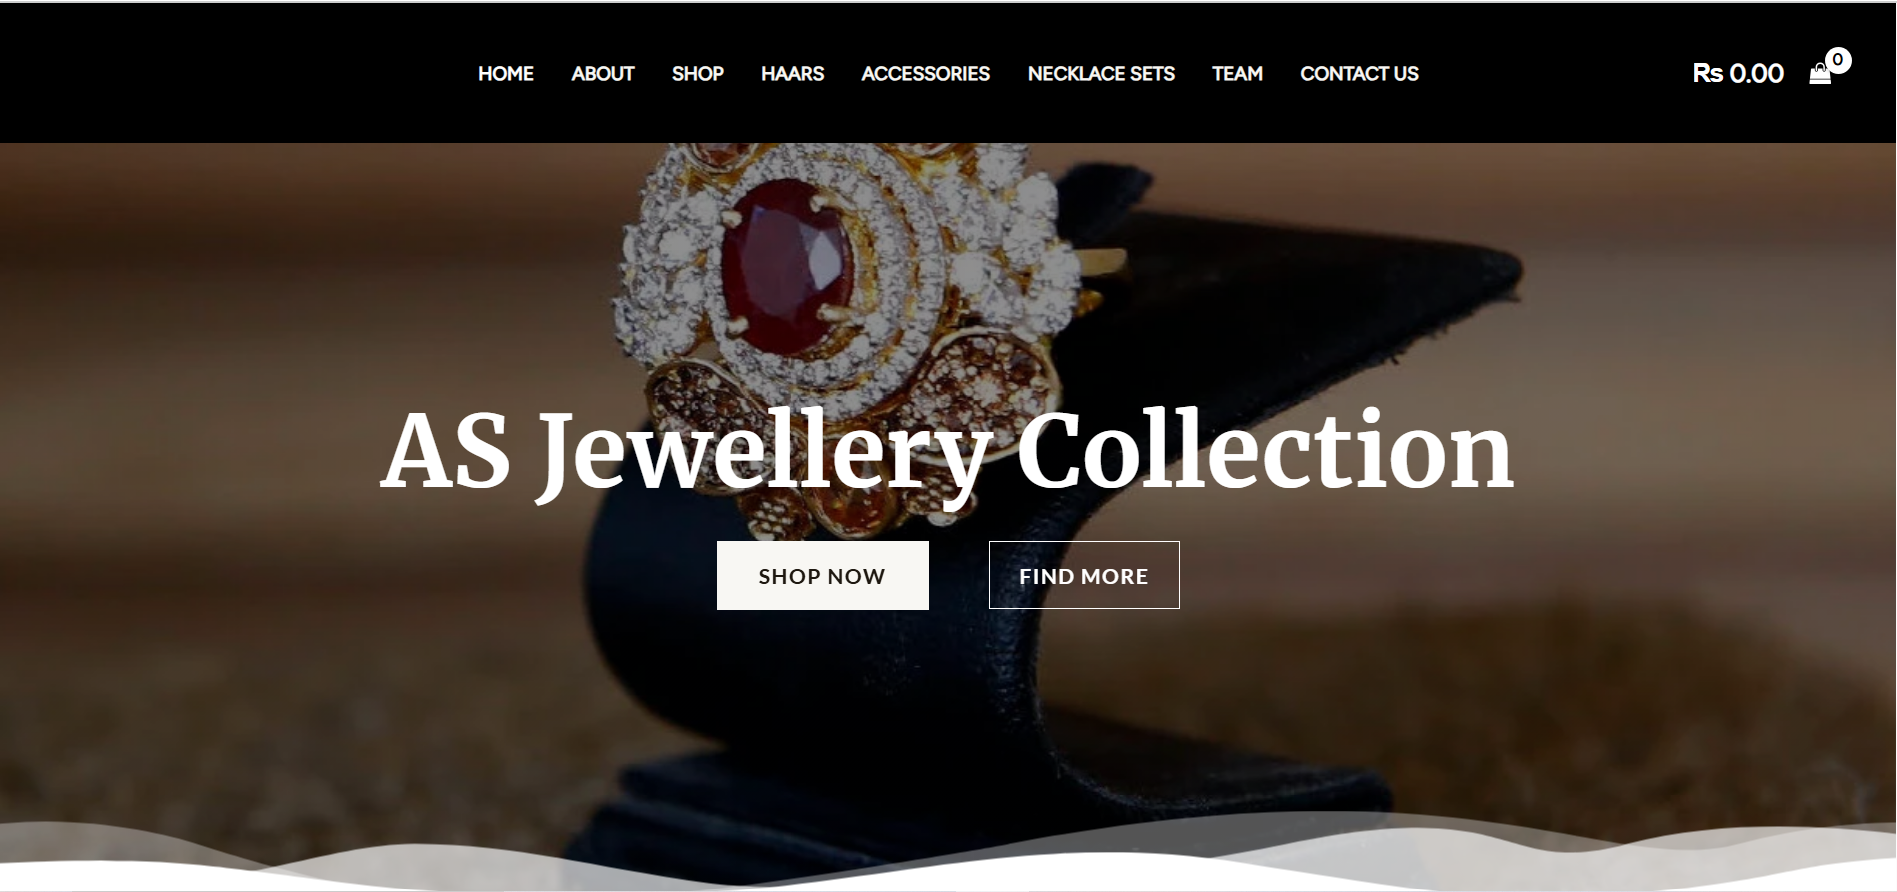 HOME ABOUT SHOP HAARS ACCESSORIES NECKLACE SETS TEAM CONTACT US Rs 0.00 0
AS Jewellery Collection
SHOP NOW FIND MORE